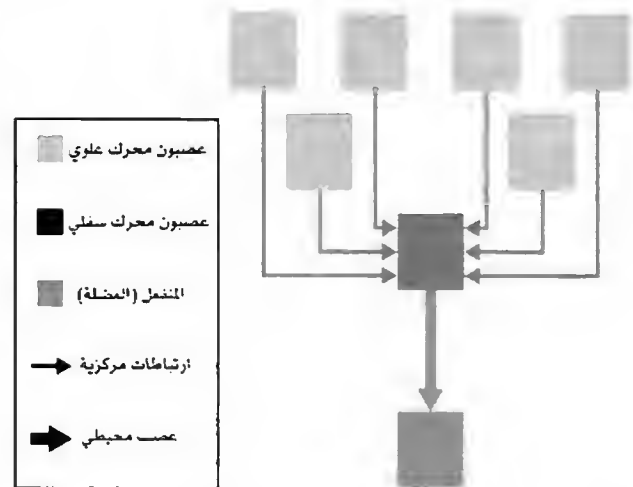 عصبون محرك علوي
عصبون محرك سفلي
المنفعل (العضلة)
ارتباطات مركزية
عصب محيطي